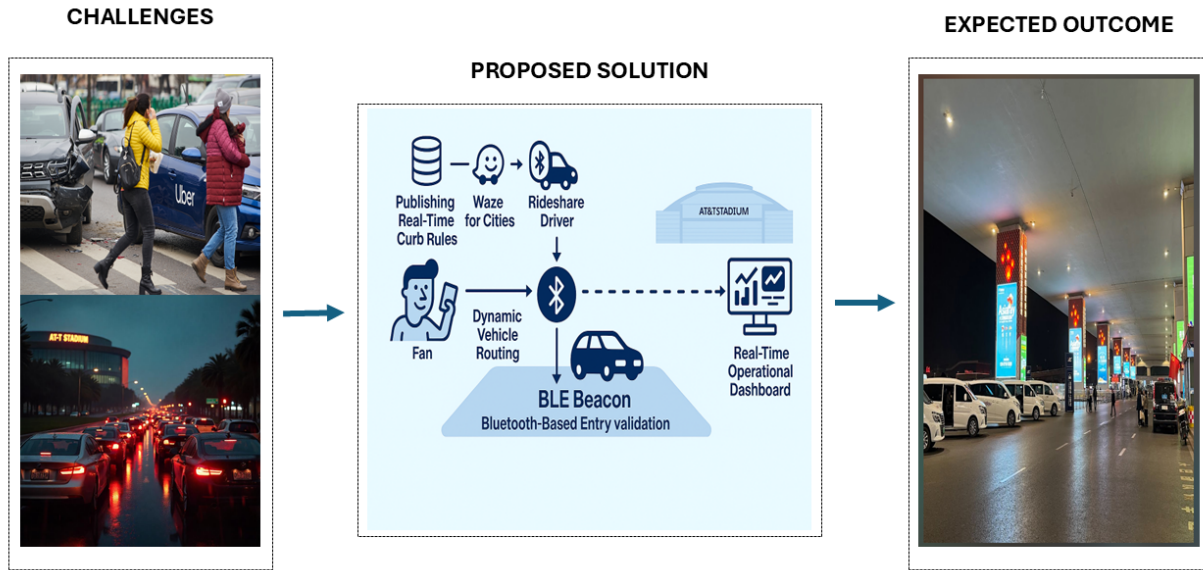 CHALLENGES
EXPECTED OUTCOME
PROPOSED SOLUTION
Uber
AT-T STADIUM
Publishing
Real-Time
Curb Rules
Waze
for Cities
Rideshare
Driver
AT&TSTADIUM
Fan
Dynamic
Vehicle
Routing
Real-Time
Operational
Dashboard
BLE Beacon
Bluetooth-Based Entry validation